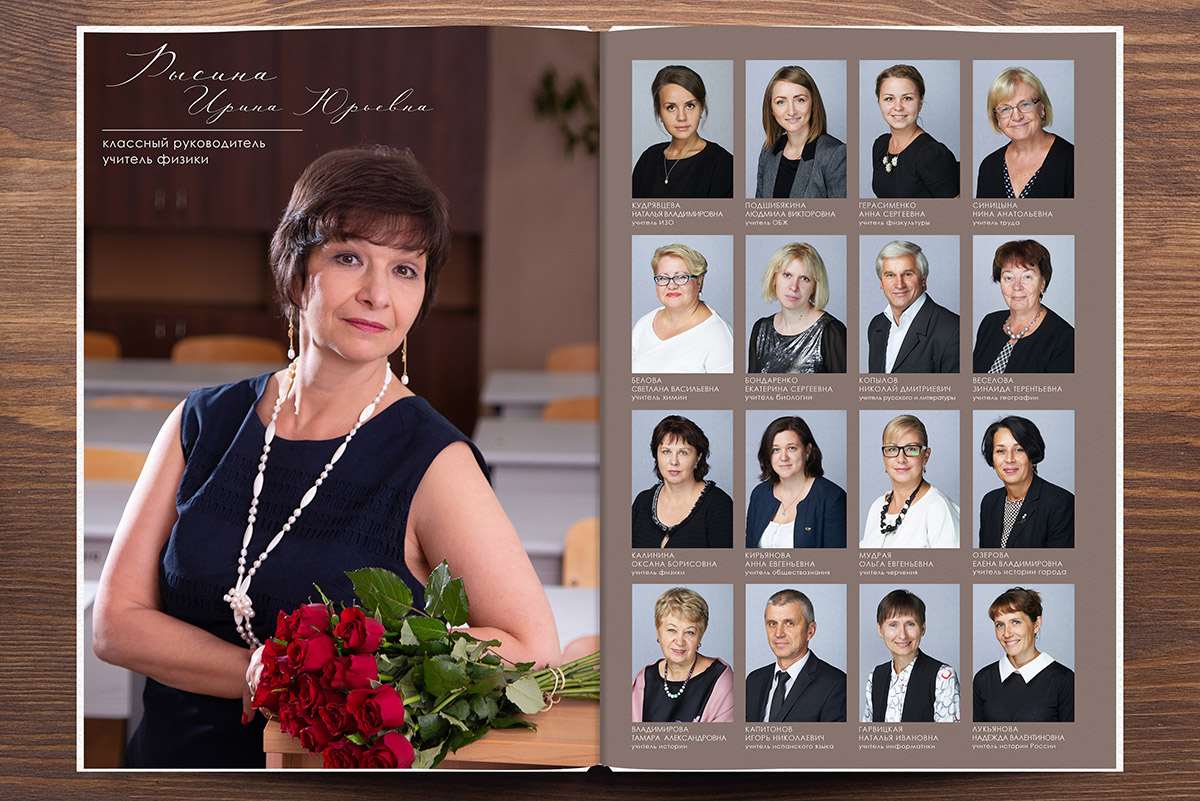 Рысина
Ирина Юрьевна
классный руководитель
учитель физики
КУДРЯВЦЕВА
НАТАЛЬЯ ВЛАДИМИРОВНА
учитель ИЗО
ПОДШИБЯКИНА
ЛЮДМИЛА ВИКТОРОВНА
учитель ОБЖ
ГЕРАСИМЕНКО
АННА СЕРГЕЕВНА
учитель физкультуры
СИНИЦЫНА
НИНА АНАТОЛЬЕВНА
учитель труда
БЕЛОВА
СВЕТЛАНА ВАСИЛЬЕВНА
учитель химии
БОНДАРЕНКО
ЕКАТЕРИНА СЕРГЕЕВНА
учитель биологии
КОПЫЛОВ
НИКОЛАЙ ДМИТРИЕВИЧ
учитель русского и литературы
ВЕСЕЛОВА
ЗИНАИДА ТЕРЕНТЬЕВНА
учитель географии
КАЛИНИНА
ОКСАНА БОРИСОВНА
учитель физики
КИРЬЯНОВА
АННА ЕВГЕНЬЕВНА
учитель обществознания
МУДРАЯ
ОЛЬГА ЕВГЕНЬЕВНА
учитель черчения
ОЗЕРОВА
ЕЛЕНА ВЛАДИМИРОВНА
учитель истории города
ВЛАДИМИРОВА
ТАМАРА АЛЕКСАНДРОВНА
учитель истории
КАПИТОНОВ
ИГОРЬ НИКОЛАЕВИЧ
учитель испанского языка
ГАРВИЦКАЯ
НАТАЛЬЯ ИВАНОВНА
учитель информатики
ЛУКЬЯНОВА
НАДЕЖДА ВАЛЕНТИНОВНА
учитель истории России